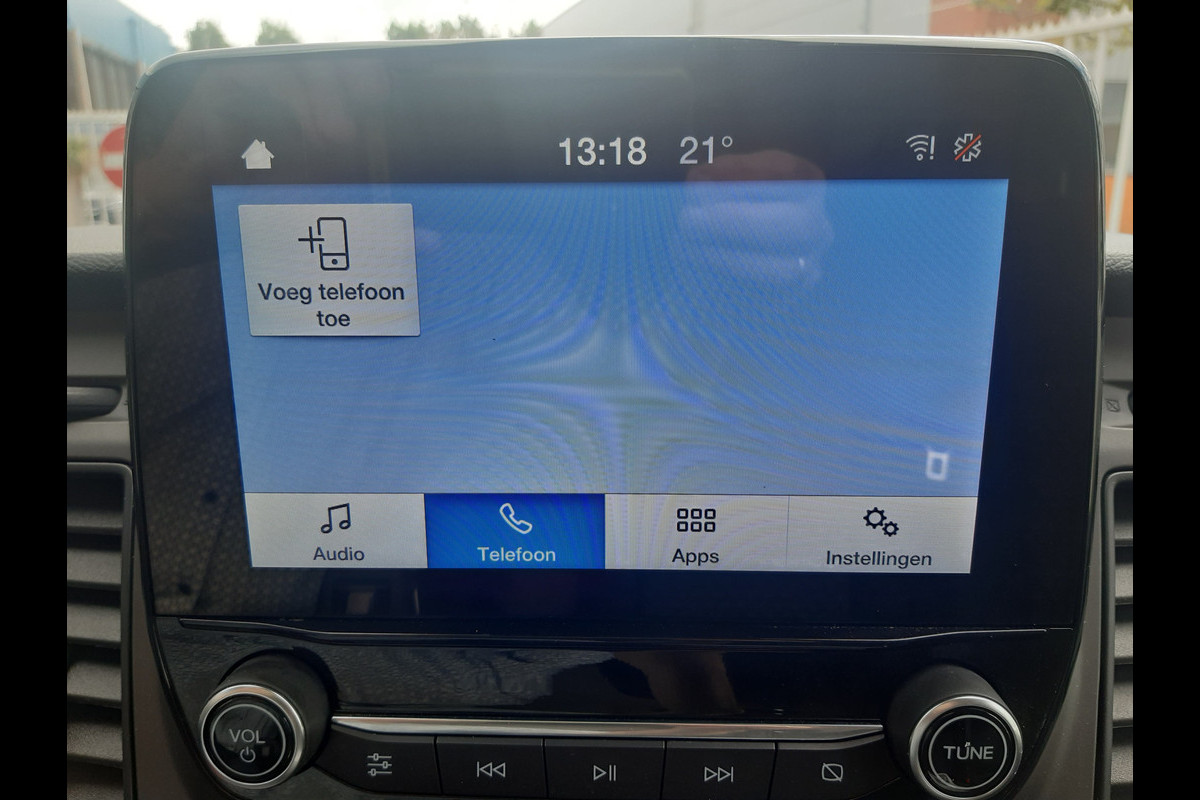 13:18 21°
Voeg telefoon
toe
Audio
Telefoon
Apps
Instellingen
VOL
TUNE